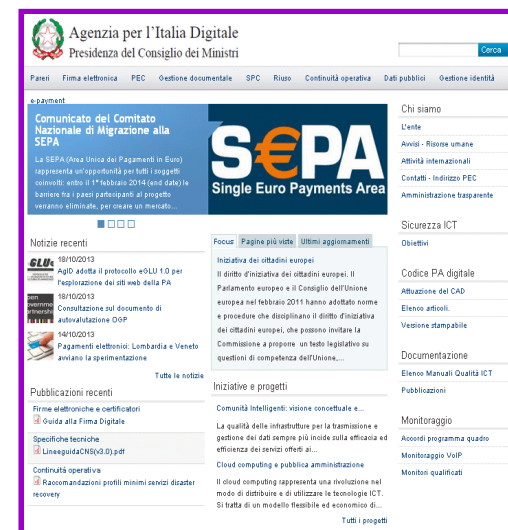 Agenzia per l'Italia Digitale
Presidenza del Consiglio dei Ministri
Cerca
Pareri Firma elettronica PEC Gestione documentale SPC Riuso Continuità operativa Dati pubblici Gestione identità
e-payment
Comunicato del Comitato
Nazionale di Migrazione alla
SEPA
La SEPA (Area Unica dei Pagamenti in Euro)
rappresenta un'opportunità per tutti i soggetti
coinvolti: entro il 1° febbraio 2014 (end date) le
barriere fra i paesi partecipanti al progetto
verranno eliminate, per creare un mercato...
S€PA
Single Euro Payments Area
Notizie recenti
18/10/2013
AgID adotta il protocollo eGLU 1.0 per
l'esplorazione dei siti web della PA
18/10/2013
Consultazione sul documento di
autovalutazione OGP
14/10/2013
Pagamenti elettronici: Lombardia e Veneto
avviano la sperimentazione
Tutte le notizie
Pubblicazioni recenti
Firme elettroniche e certificatori
Guida alla Firma Digitale
Specifiche tecniche
LineeguidaCNS(v3.0).pdf
Continuità operativa
Raccomandazioni profili minimi servizi disaster
recovery
Focus Pagine più viste Ultimi aggiornamenti
Iniziativa dei cittadini europei
Il diritto d'iniziativa dei cittadini europei. Il
Parlamento europeo e il Consiglio dell'Unione
europea nel febbraio 2011 hanno adottato norme
e procedure che disciplinano il diritto d'iniziativa
dei cittadini europei, che possono invitare la
Commissione a proporre un testo legislativo su
questioni di competenza dell'Unione,...
Iniziative e progetti
Comunità Intelligenti: visione concettuale e...
La qualità delle infrastrutture per la trasmissione e
gestione dei dati sempre più incide sulla efficacia ed
efficienza dei servizi offerti ai...
Cloud computing e pubblica amministrazione
Il cloud computing rappresenta una rivoluzione nel
modo di distribuire e di utilizzare le tecnologie ICT.
Si tratta di un modello flessibile ed economico di...
Tutti i progetti
Chi siamo
L'ente
Avvisi - Risorse umane
Attività internazionali
Contatti - Indirizzo PEC
Amministrazione trasparente
Sicurezza ICT
Obiettivi
Codice PA digitale
Attuazione del CAD
Elenco articoli.
Versione stampabile
Documentazione
Elenco Manuali Qualità ICT
Pubblicazioni
Monitoraggio
Accordi programma quadro
Monitoraggio VoIP
Monitori qualificati